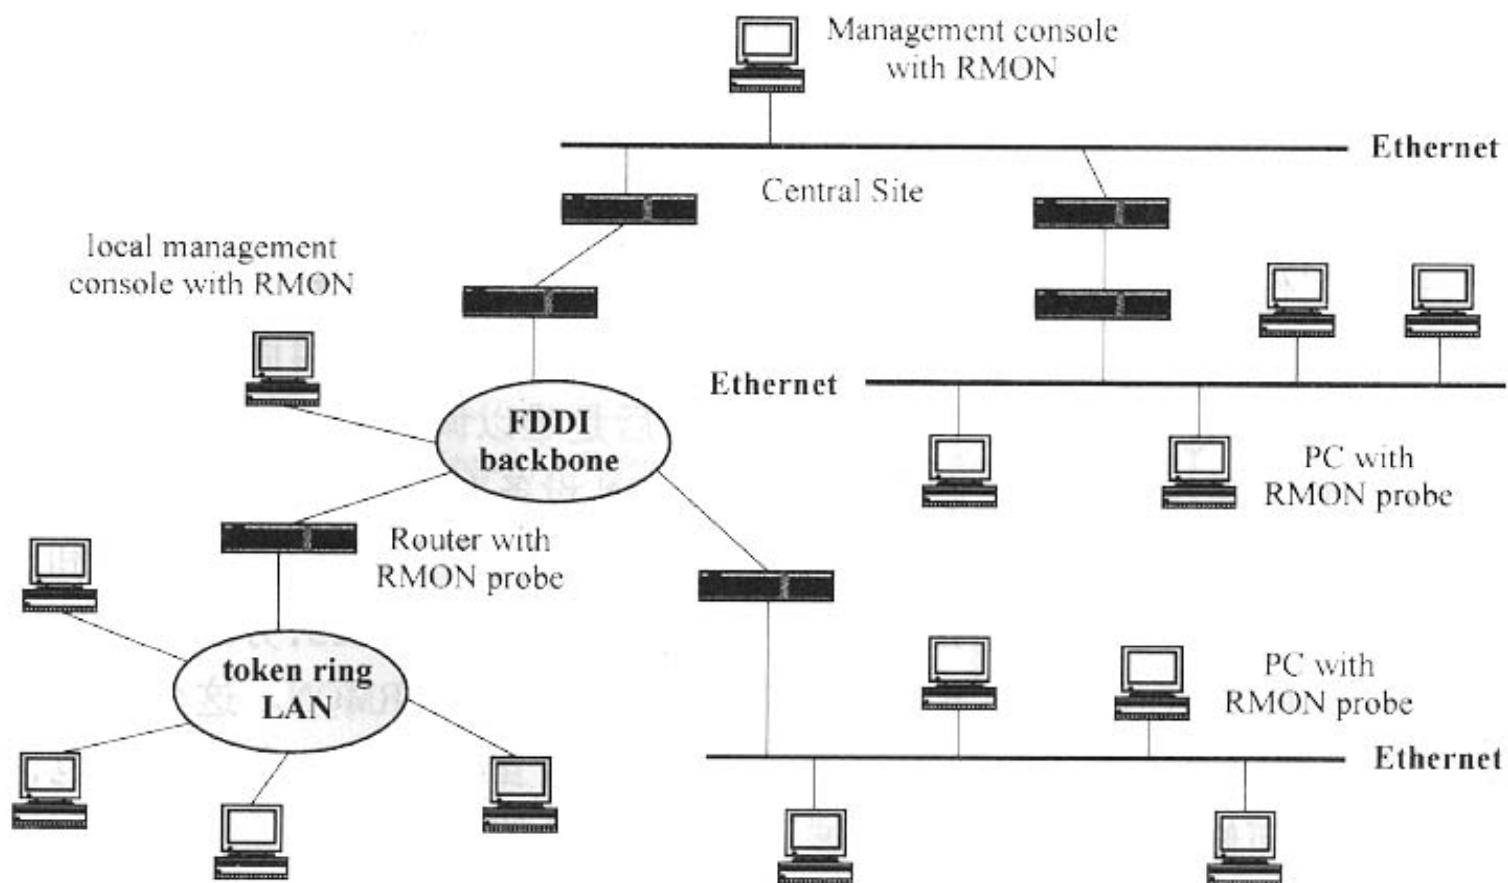 Management console
with RMON
Ethernet
Central Site
local management
console with RMON
Ethernet
FDDI
backbone
PC with
RMON probe
Router with
RMON probe
token ring
LAN
PC with
RMON probe
Ethernet